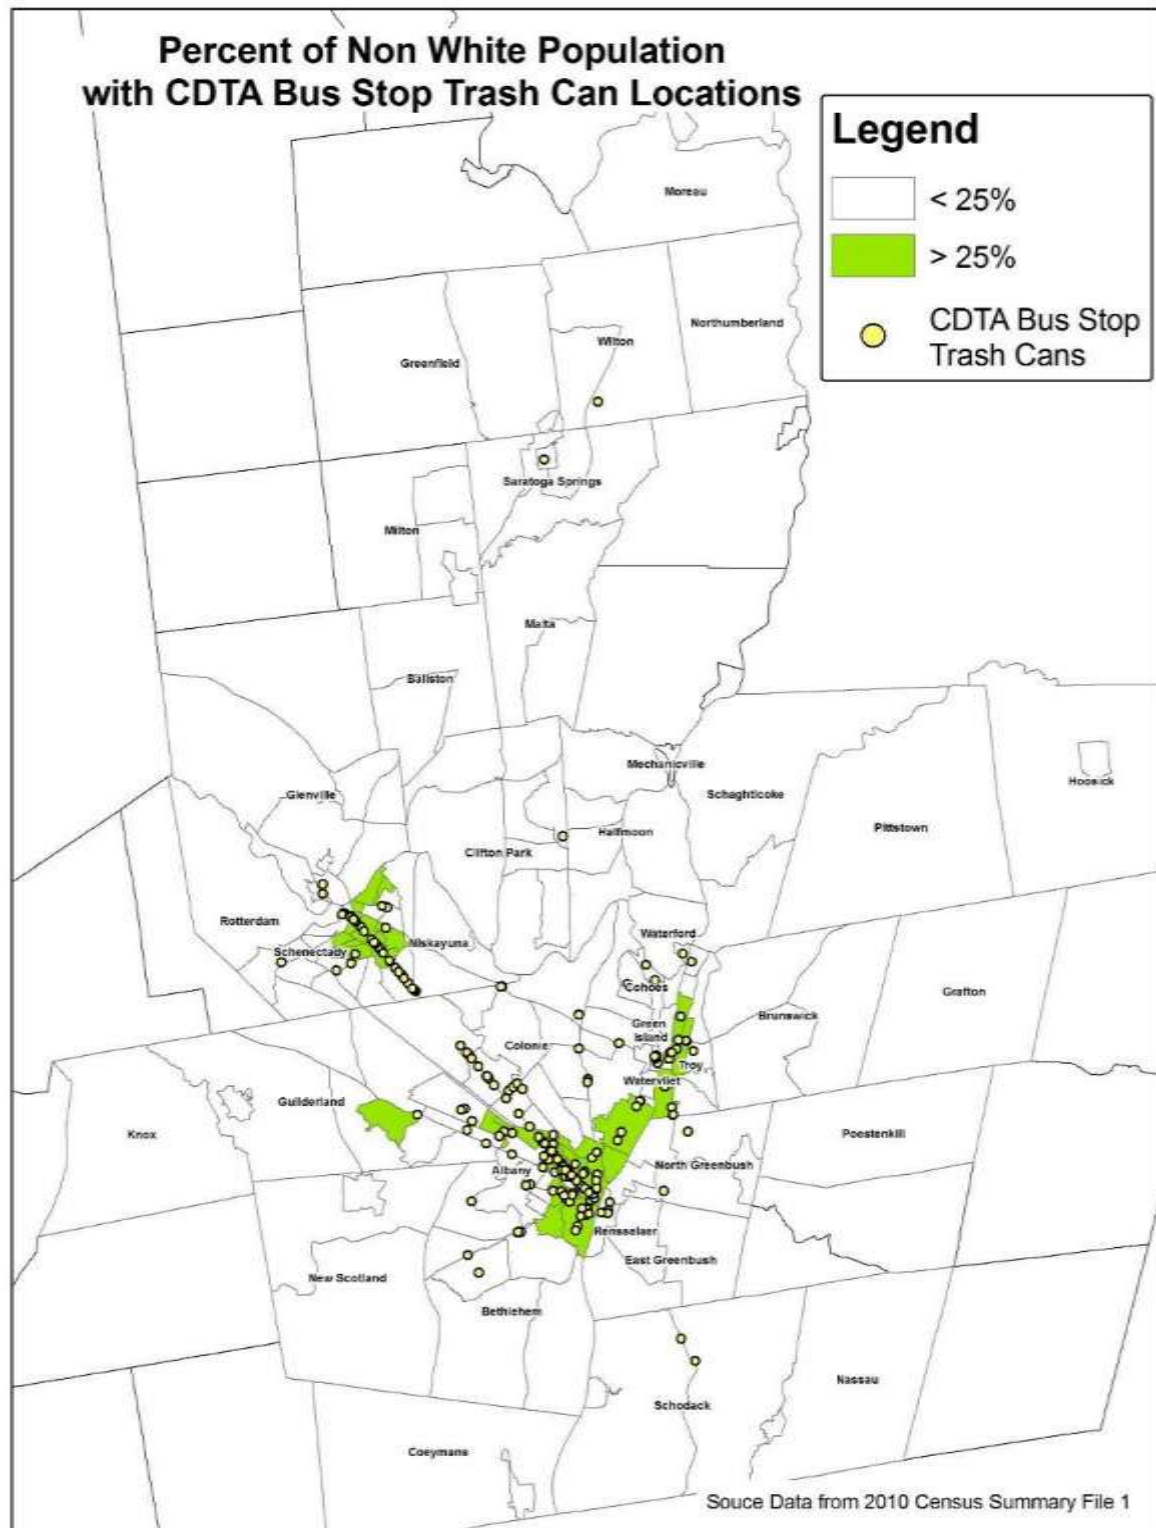 Percent of Non White Population
with CDTA Bus Stop Trash Can Locations
Legend
< 25%
> 25%
CDTA Bus Stop
Trash Cans
Moreau
Northumberland
Wilton
Greenfield
Saratoga Springs
Milton
Malta
Ballston
Mechanicville
Hoosick
Glenville
Schaghticoke
Pittstown
Halfmoon
Clifton Park
Rotterdam
Niskayuna
Waterford
Schenectady
Cohoes
Grafton
Brunswick
Green
Island
Colonie
Troy
Watervliet
Guilderland
Knox
Poestenkill
North Greenbush
Albany
Rensselaer
East Greenbush
New Scotland
Bethlehem
Nassau
Schodack
Coeymans
Souce Data from 2010 Census Summary File 1